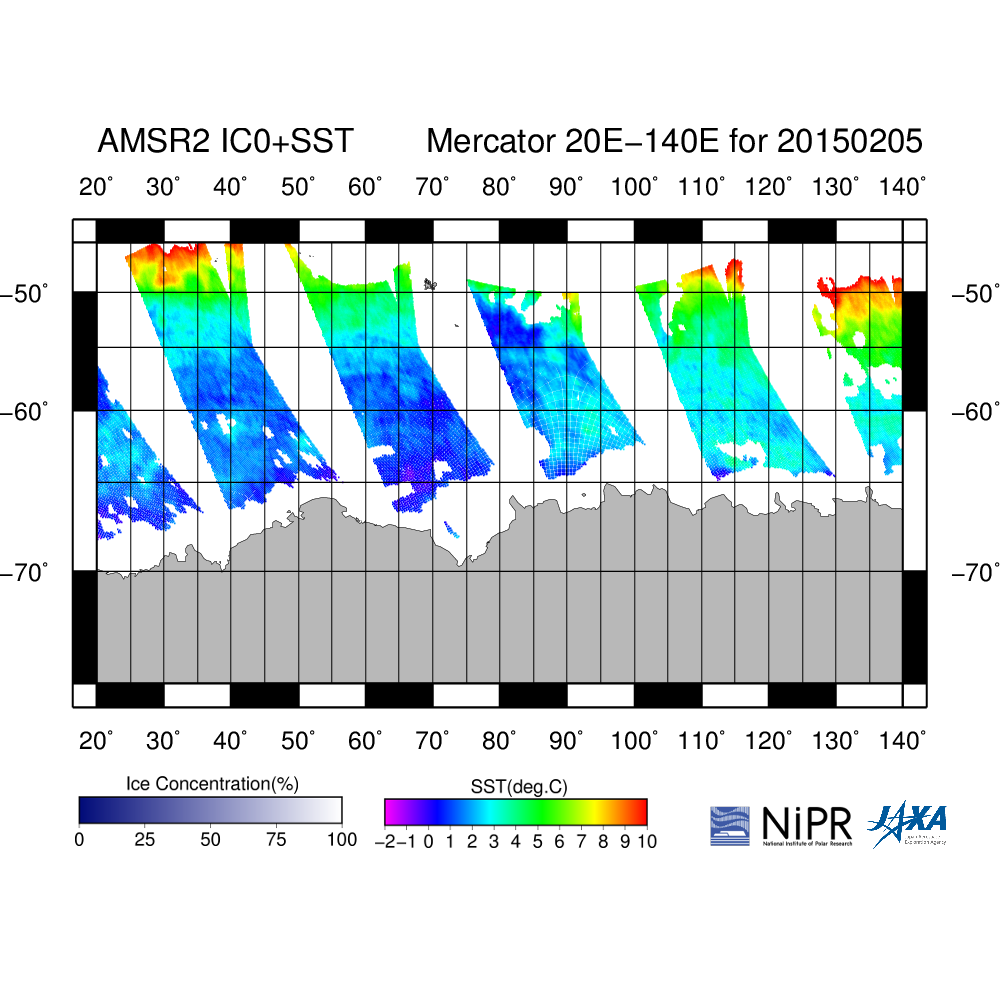 AMSR2 IC0+SST Mercator 20E−140E for 20150205
20° 30° 40° 50° 60° 70° 80° 90° 100° 110° 120° 130° 140°
−50° −50°
−60° −60°
−70° −70°
20° 30° 40° 50° 60° 70° 80° 90° 100° 110° 120° 130° 140°
Ice Concentration(%) SST(deg.C)
0 25 50 75 100
−2 −1 0 1 2 3 4 5 6 7 8 9 10
NiPR
National Institute of Polar Research
JAXA
Exploration Agency